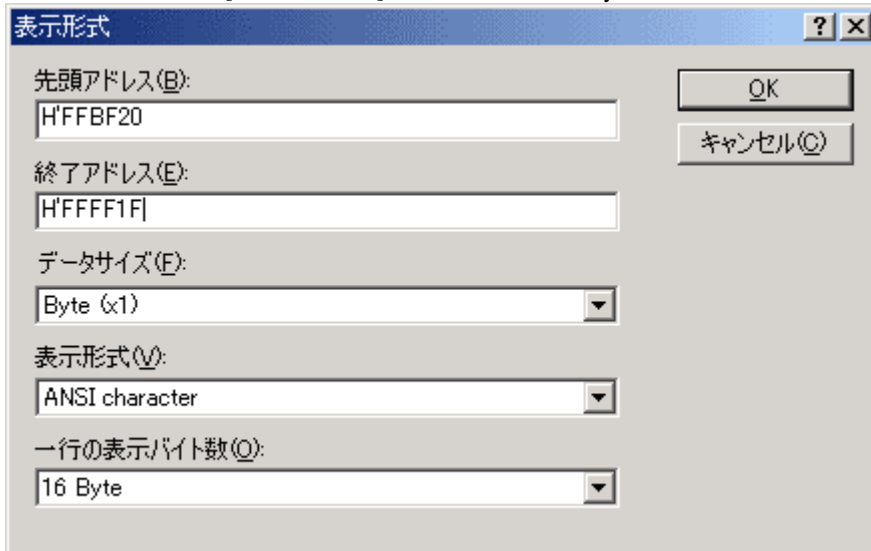 表示形式
先頭アドレス(B):
H'FFBF20
終了アドレス(E):
H'FFFF1F
データサイズ(F):
Byte (x1)
表示形式(V):
ANSI character
一行の表示バイト数(O):
16 Byte
OK
キャンセル(C)